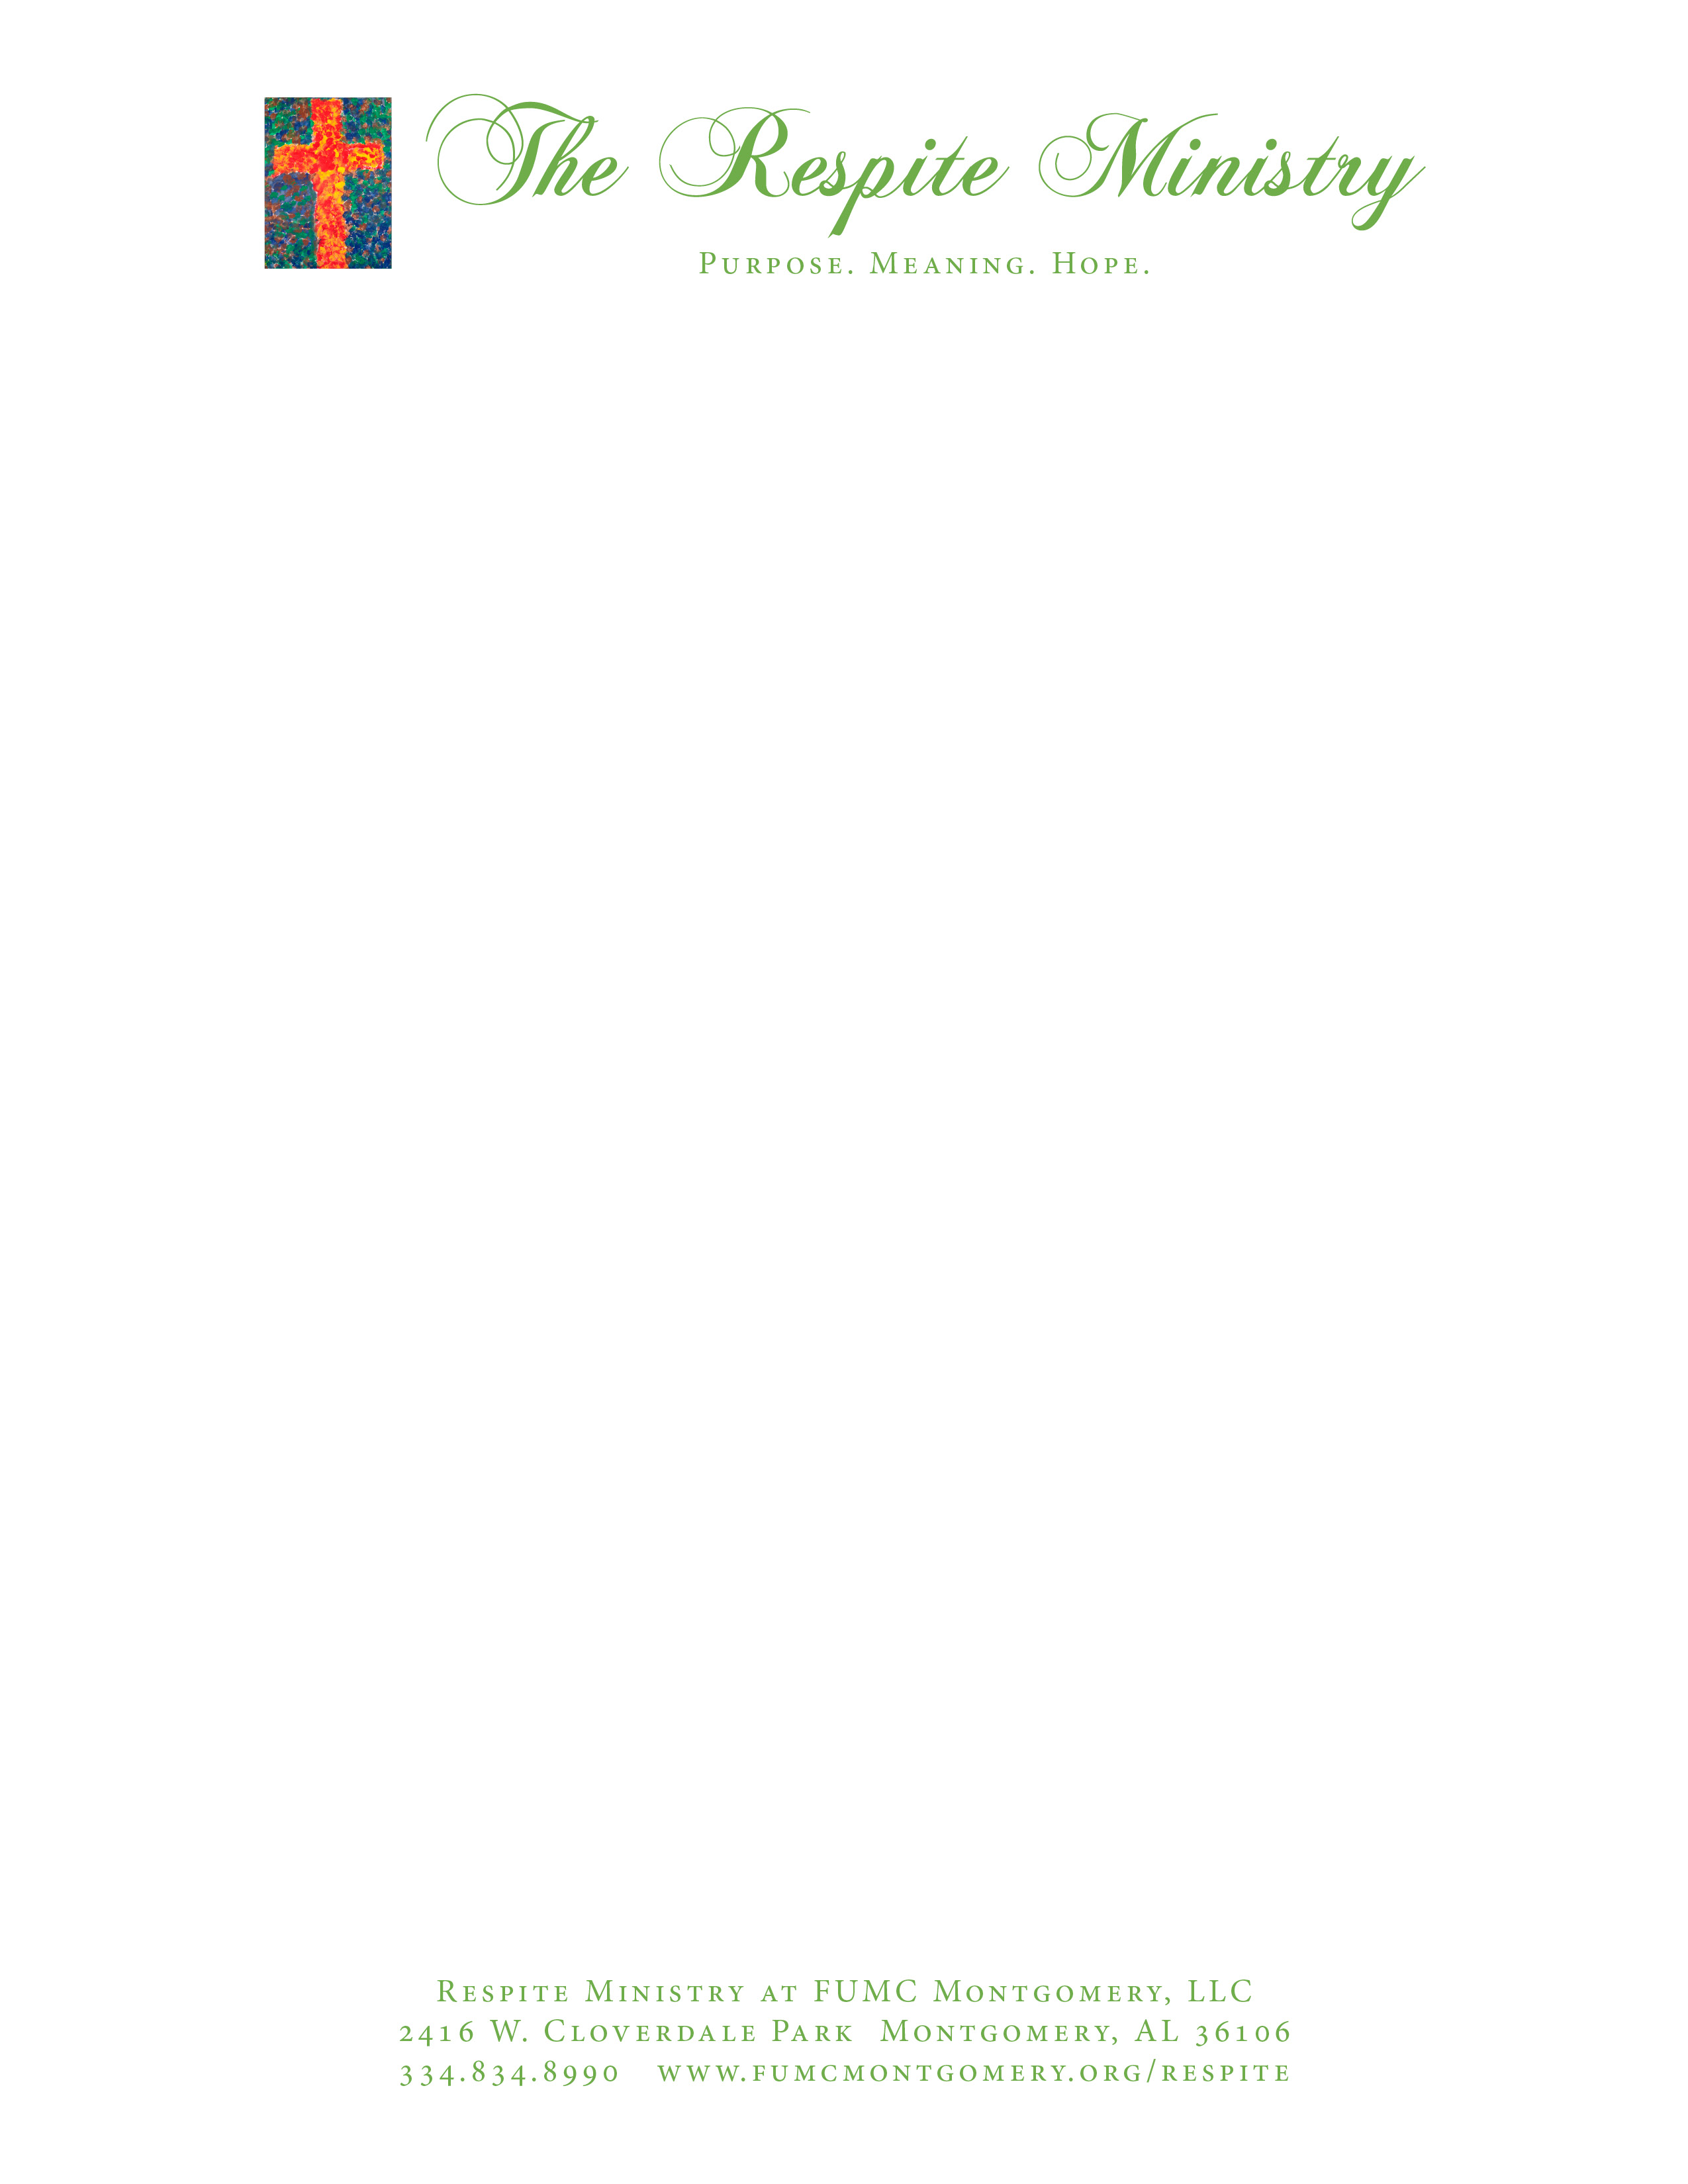 The Respite Ministry
Purpose. Meaning. Hope.
Respite Ministry at FUMC Montgomery, LLC
2416 W. Cloverdale Park Montgomery, AL 36106
334.834.8990 www.fumcmontgomery.org/respite